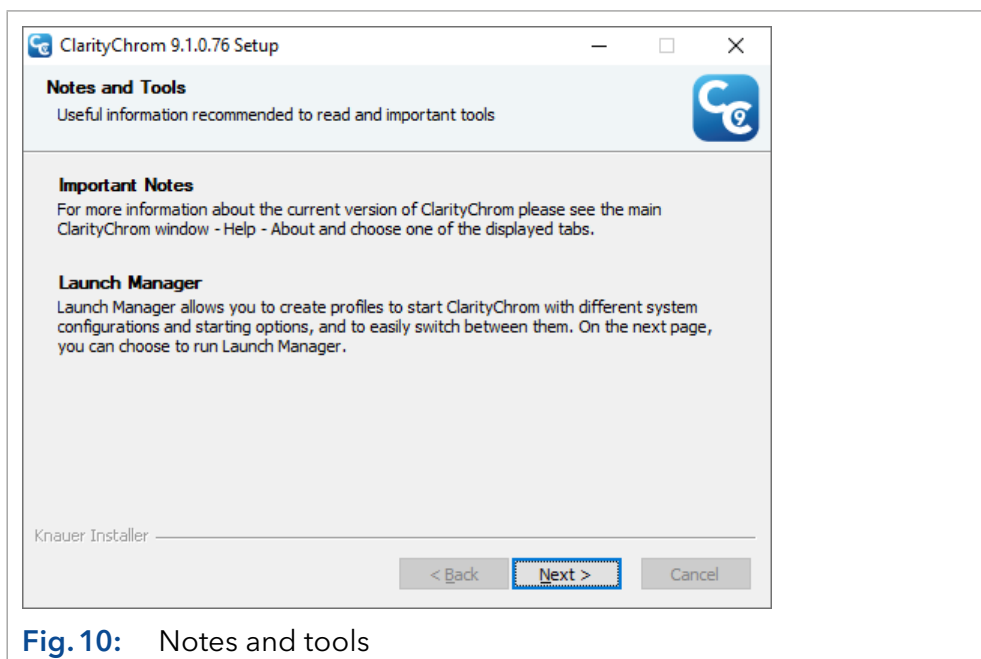 ClarityChrom 9.1.0.76 Setup
Notes and Tools
Useful information recommended to read and important tools
9
Important Notes
For more information about the current version of ClarityChrom please see the main
ClarityChrom window - Help - About and choose one of the displayed tabs.
Launch Manager
Launch Manager allows you to create profiles to start ClarityChrom with different system
configurations and starting options, and to easily switch between them. On the next page,
you can choose to run Launch Manager.
Knauer Installer
< Back Next > Cancel
Fig. 10: Notes and tools